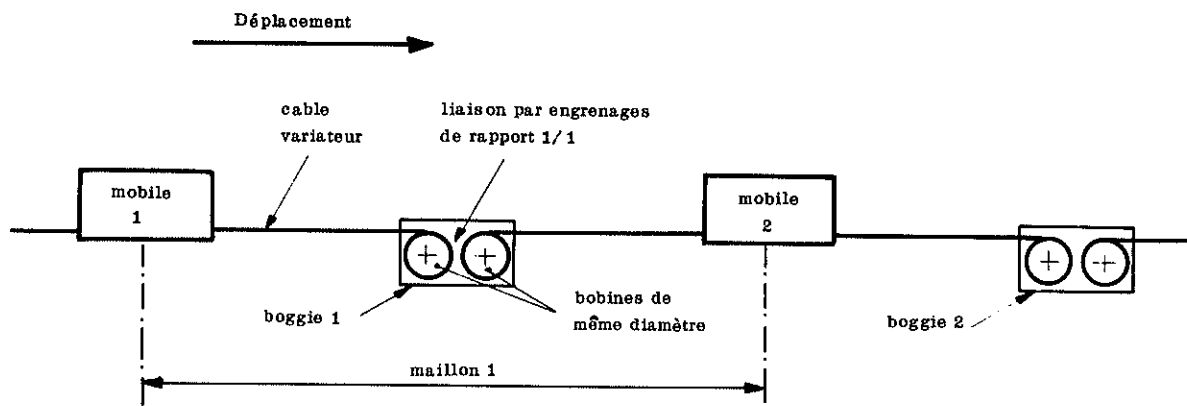 Déplacement
cable
variateur
liaison par engrenages
de rapport 1/1
mobile
1
mobile
2
boggie 1
bobines de
même diamètre
boggie 2
maillon 1